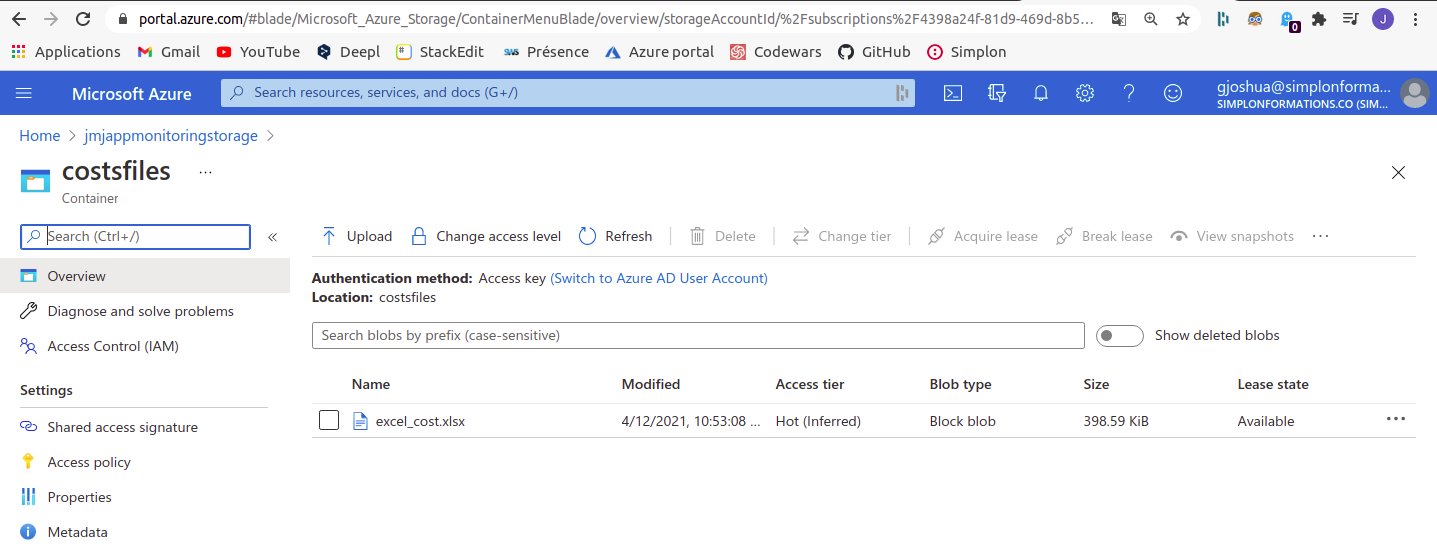 portal.azure.com/#blade/Microsoft_Azure_Storage/ContainerMenuBlade/overview/storageAccountId/%2Fsubscriptions%2F4398a24f-81d9-469d-8b5… 0 J
Applications Gmail YouTube Deepl StackEdit Présence Azure portal Codewars GitHub Simplon
Microsoft Azure Search resources, services, and docs (G+/) gjoshua@simplonforma...
SIMPLONFORMATIONS.CO (SIM...
Home > jmjappmonitoringstorage >
costsfiles ...
Container
Search (Ctrl+/) «
Upload Change access level Refresh Delete Change tier Acquire lease Break lease View snapshots ...
Overview
Diagnose and solve problems
Access Control (IAM)
Settings
Shared access signature
Access policy
Properties
Metadata
Authentication method: Access key (Switch to Azure AD User Account)
Location: costsfiles
Search blobs by prefix (case-sensitive) Show deleted blobs
Name Modified Access tier Blob type Size Lease state
excel_cost.xlsx 4/12/2021, 10:53:08 ... Hot (Inferred) Block blob 398.59 KiB Available ...